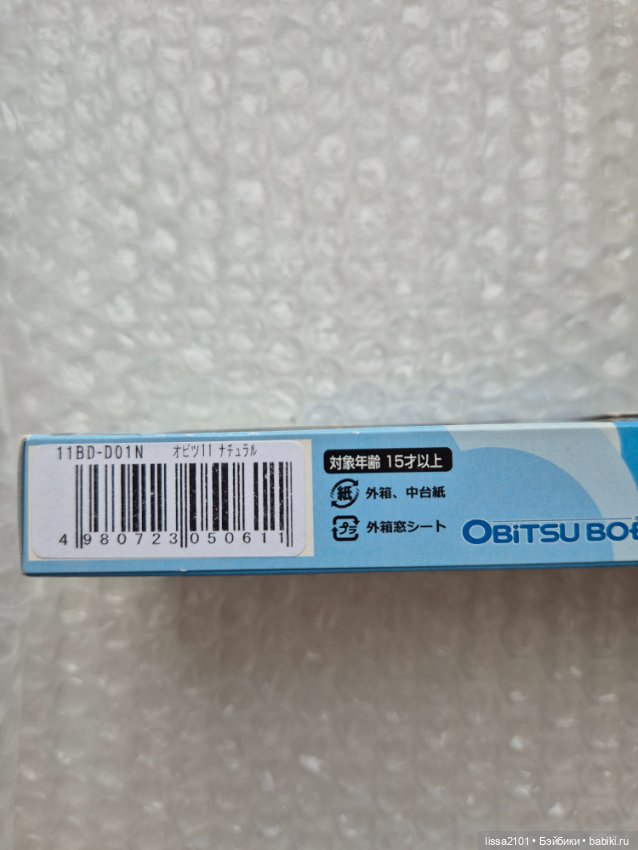 11BD-D01N オビツ11 ナチュラル
4 980723 050611
対象年齢 15才以上
紙 外箱、中台紙
プラ 外箱窓シート
OBiTSU
lissa2101 • Бэйбики • babiki.ru